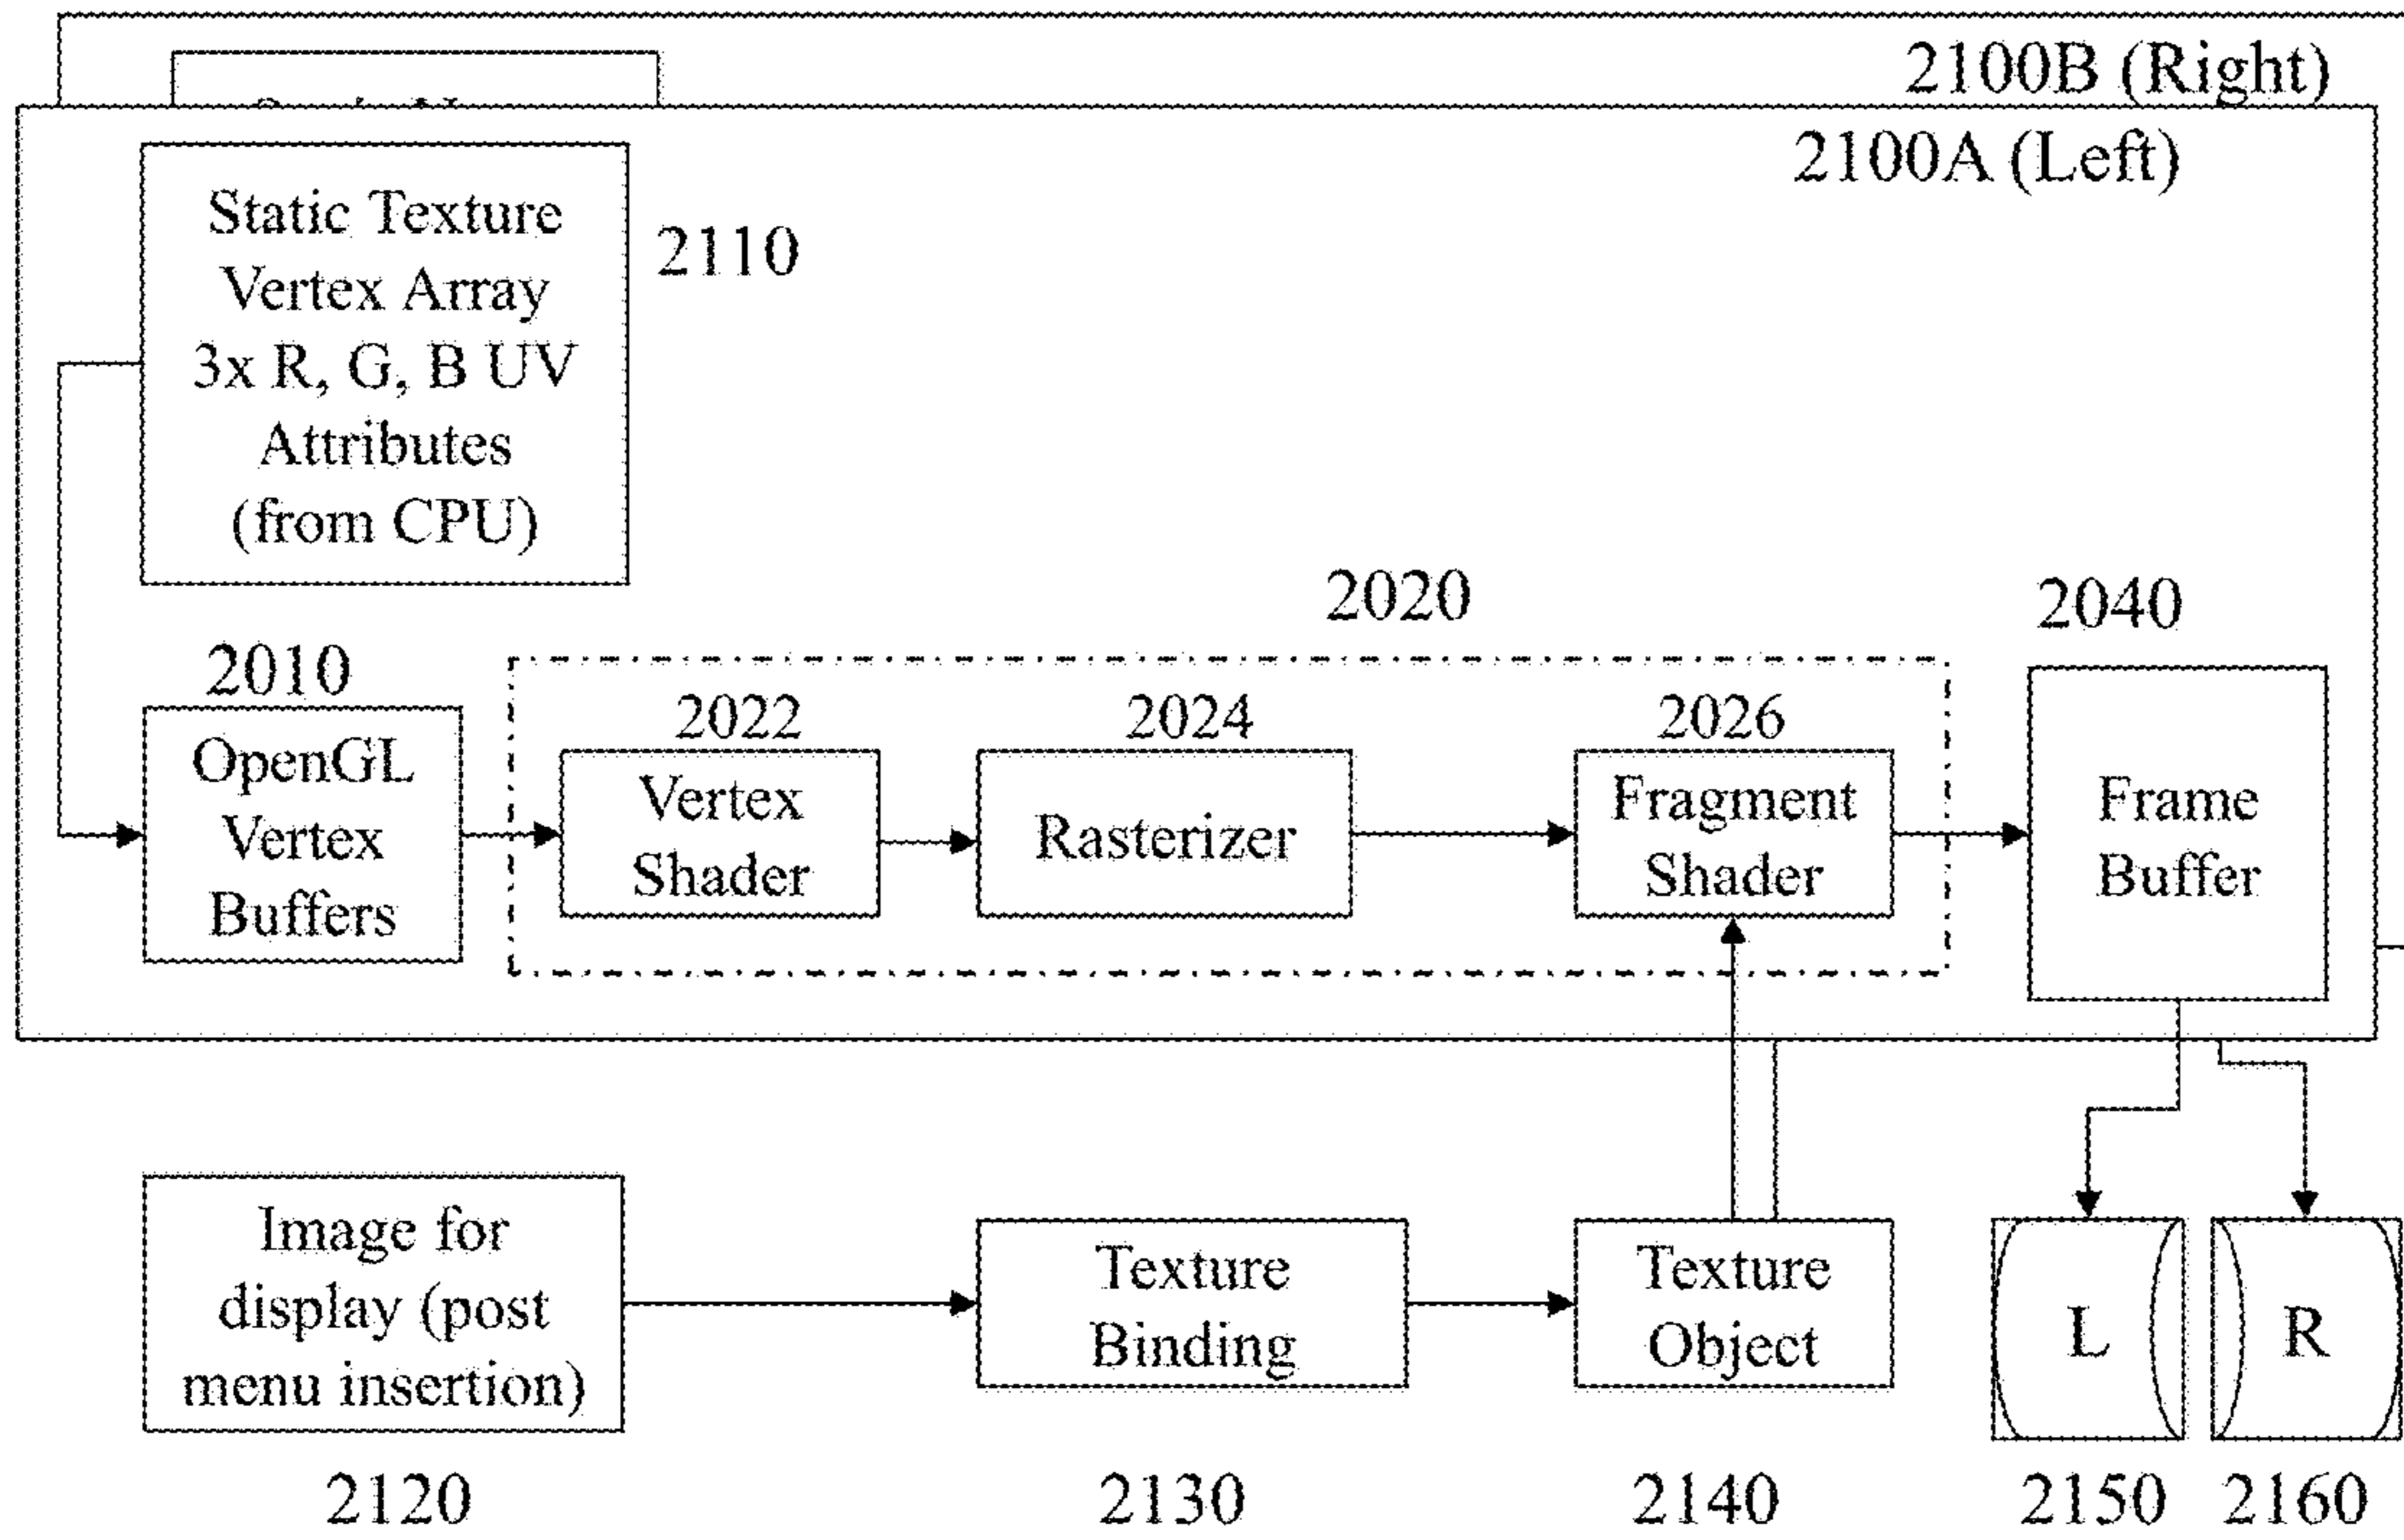 2100B (Right)
2100A (Left)
Static Texture
Vertex Array
3x R, G, B UV
Attributes
(from CPU)
2110
2020
2040
2010
2022
2024
2026
OpenGL
Vertex
Buffers
Vertex
Shader
Rasterizer
Fragment
Shader
Frame
Buffer
Image for
display (post
menu insertion)
Texture
Binding
Texture
Object
L
R
2120
2130
2140
2150
2160